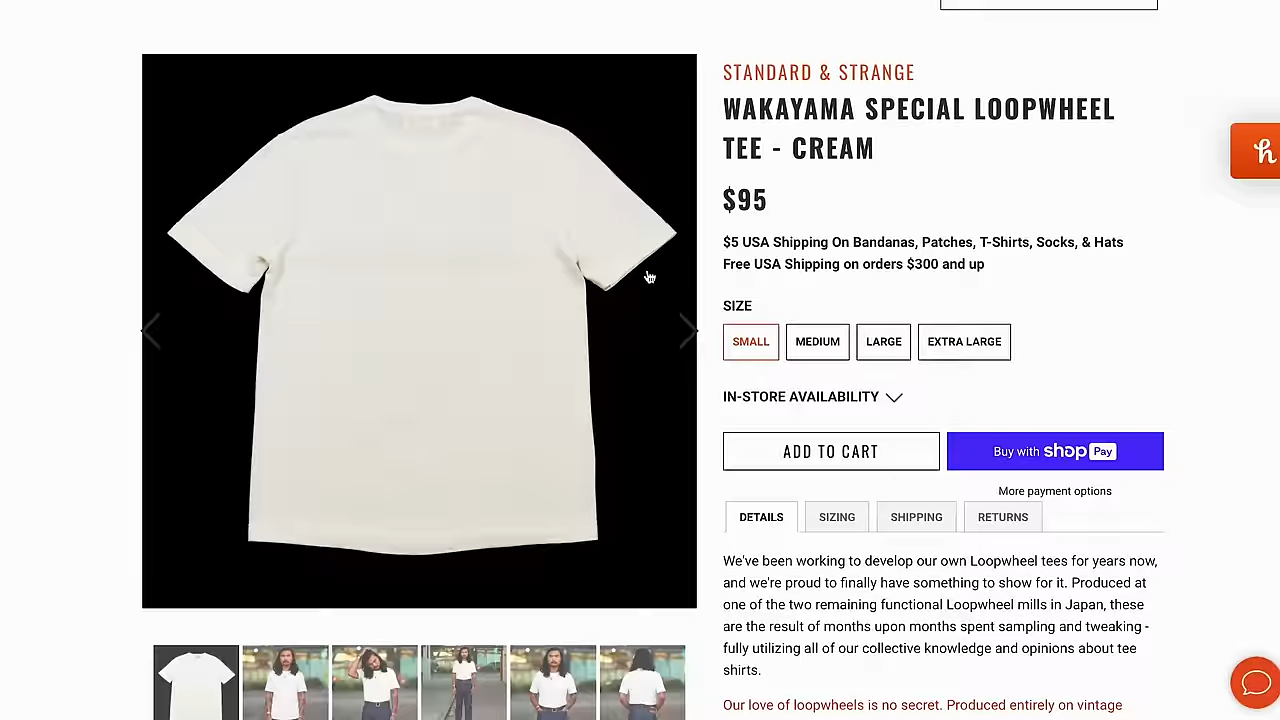 STANDARD & STRANGE
WAKAYAMA SPECIAL LOOPWHEEL
TEE - CREAM
$95
$5 USA Shipping On Bandanas, Patches, T-Shirts, Socks, & Hats
Free USA Shipping on orders $300 and up
SIZE
SMALL MEDIUM LARGE EXTRA LARGE
IN-STORE AVAILABILITY
ADD TO CART Buy with shop Pay
More payment options
DETAILS SIZING SHIPPING RETURNS
We've been working to develop our own Loopwheel tees for years now,
and we're proud to finally have something to show for it. Produced at
one of the two remaining functional Loopwheel mills in Japan, these
are the result of months upon months spent sampling and tweaking -
fully utilizing all of our collective knowledge and opinions about tee
shirts.
Our love of loopwheels is no secret. Produced entirely on vintage